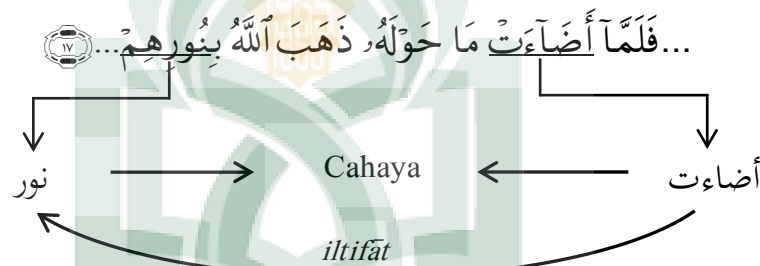 ...فَلَمَّآ أَضَآءَتْ مَا حَوْلَهُۥ ذَهَبَ ٱللَّهُ بِنُورِهِمْ...﴿١٧﴾
نور Cahaya أضاءت
iltifāt